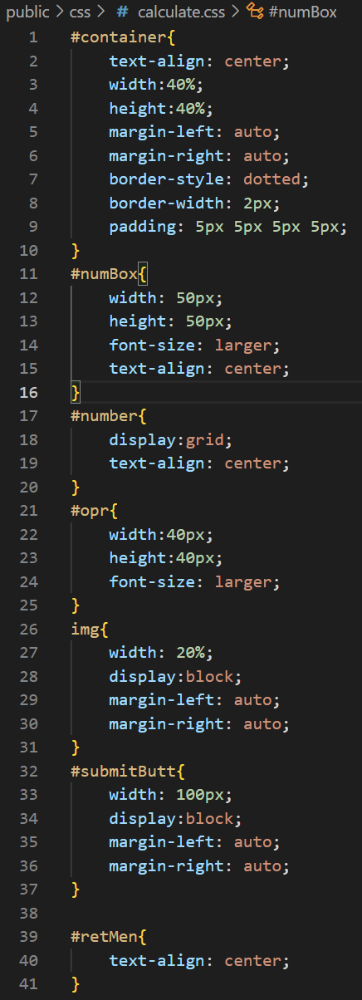 public > css > # calculate.css > #numBox
1 #container{
2 text-align: center;
3 width:40%;
4 height:40%;
5 margin-left: auto;
6 margin-right: auto;
7 border-style: dotted;
8 border-width: 2px;
9 padding: 5px 5px 5px 5px;
10 }
11 #numBox{
12 width: 50px;
13 height: 50px;
14 font-size: larger;
15 text-align: center;
16 }
17 #number{
18 display:grid;
19 text-align: center;
20 }
21 #opr{
22 width:40px;
23 height:40px;
24 font-size: larger;
25 }
26 img{
27 width: 20%;
28 display:block;
29 margin-left: auto;
30 margin-right: auto;
31 }
32 #submitButt{
33 width: 100px;
34 display:block;
35 margin-left: auto;
36 margin-right: auto;
37 }
38
39 #retMen{
40 text-align: center;
41 }